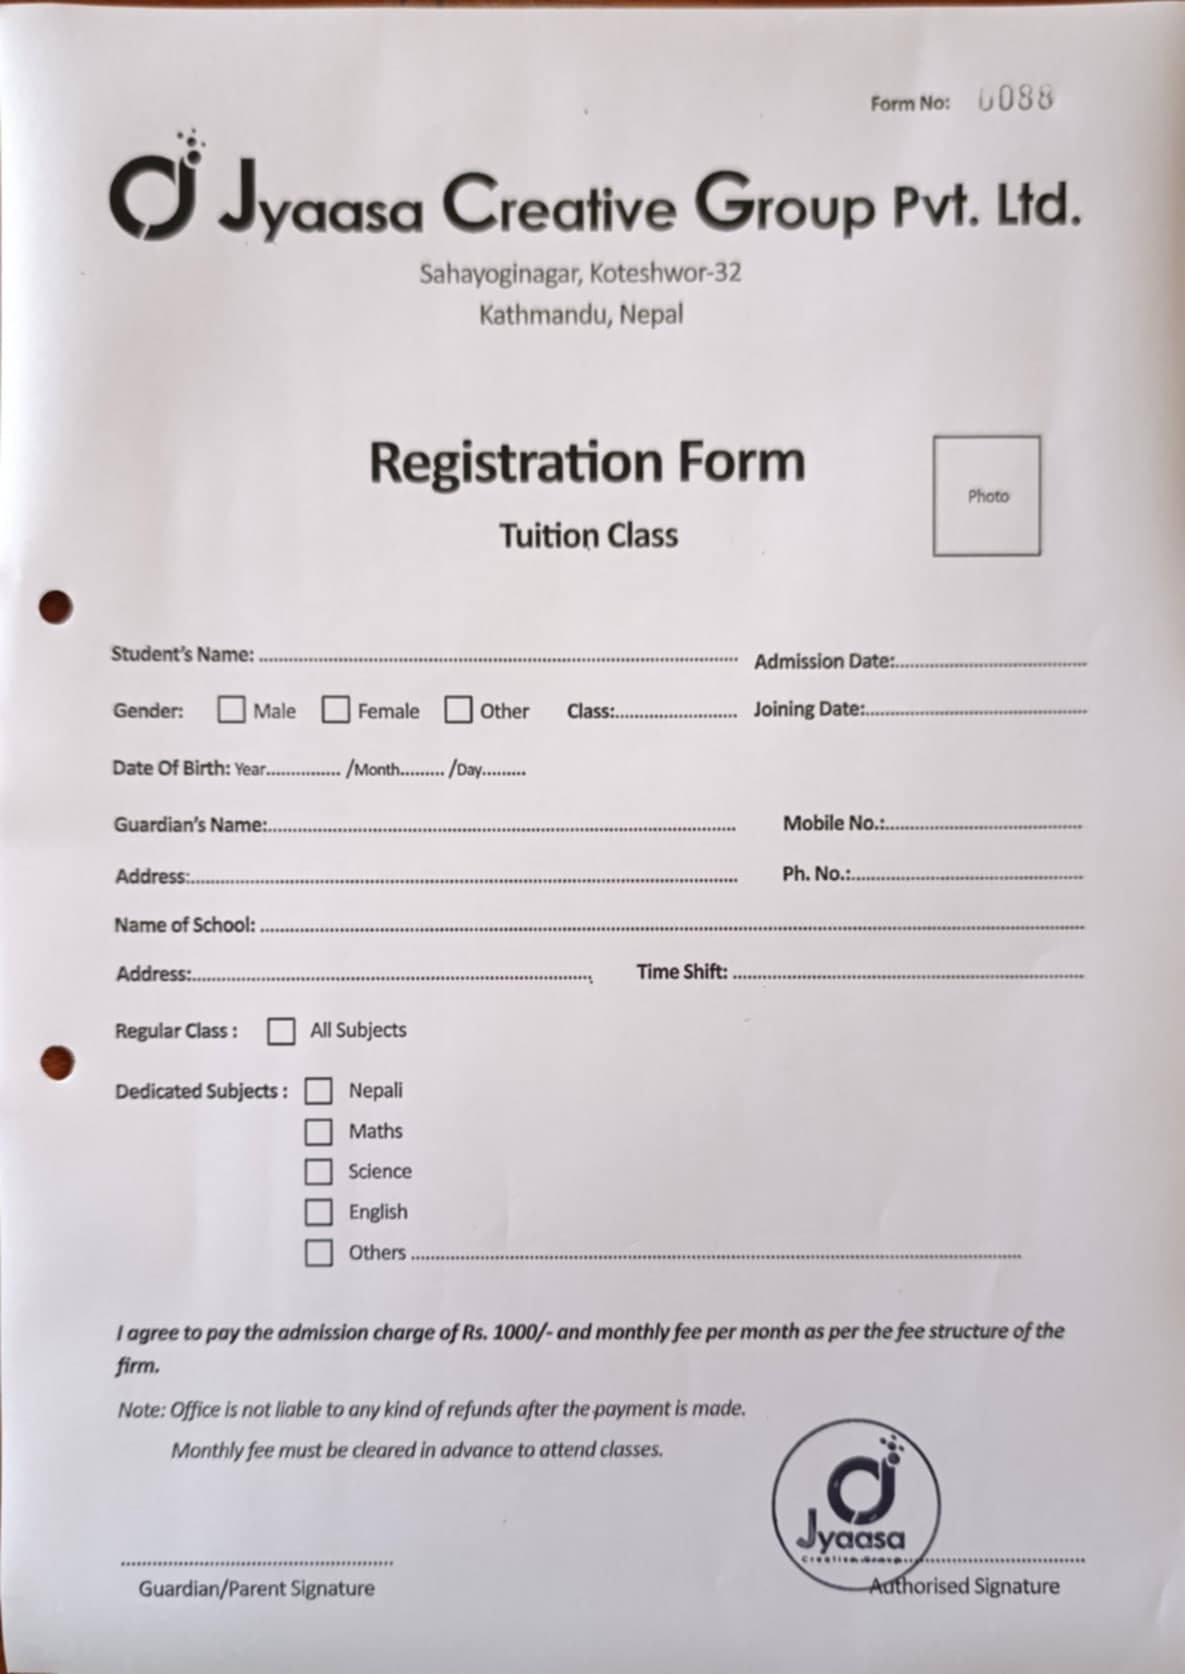 Form No: 0088
Jyaasa Creative Group Pvt. Ltd.
Sahayoginagar, Koteshwor-32
Kathmandu, Nepal
Registration Form
Photo
Tuition Class
Student's Name: ........................ Admission Date:........................
Gender: Male Female Other Class:........................ Joining Date:........................
Date Of Birth: Year............... /Month......... /Day.........
Guardian's Name:........................ Mobile No.:........................
Address:........................ Ph. No.:........................
Name of School: ........................
Address:........................ Time Shift: ........................
Regular Class : All Subjects
Dedicated Subjects : Nepali
Maths
Science
English
Others ........................
I agree to pay the admission charge of Rs. 1000/- and monthly fee per month as per the fee structure of the
firm.
Note: Office is not liable to any kind of refunds after the payment is made.
Monthly fee must be cleared in advance to attend classes.
Jyaasa
Creative Group
Guardian/Parent Signature Authorised Signature